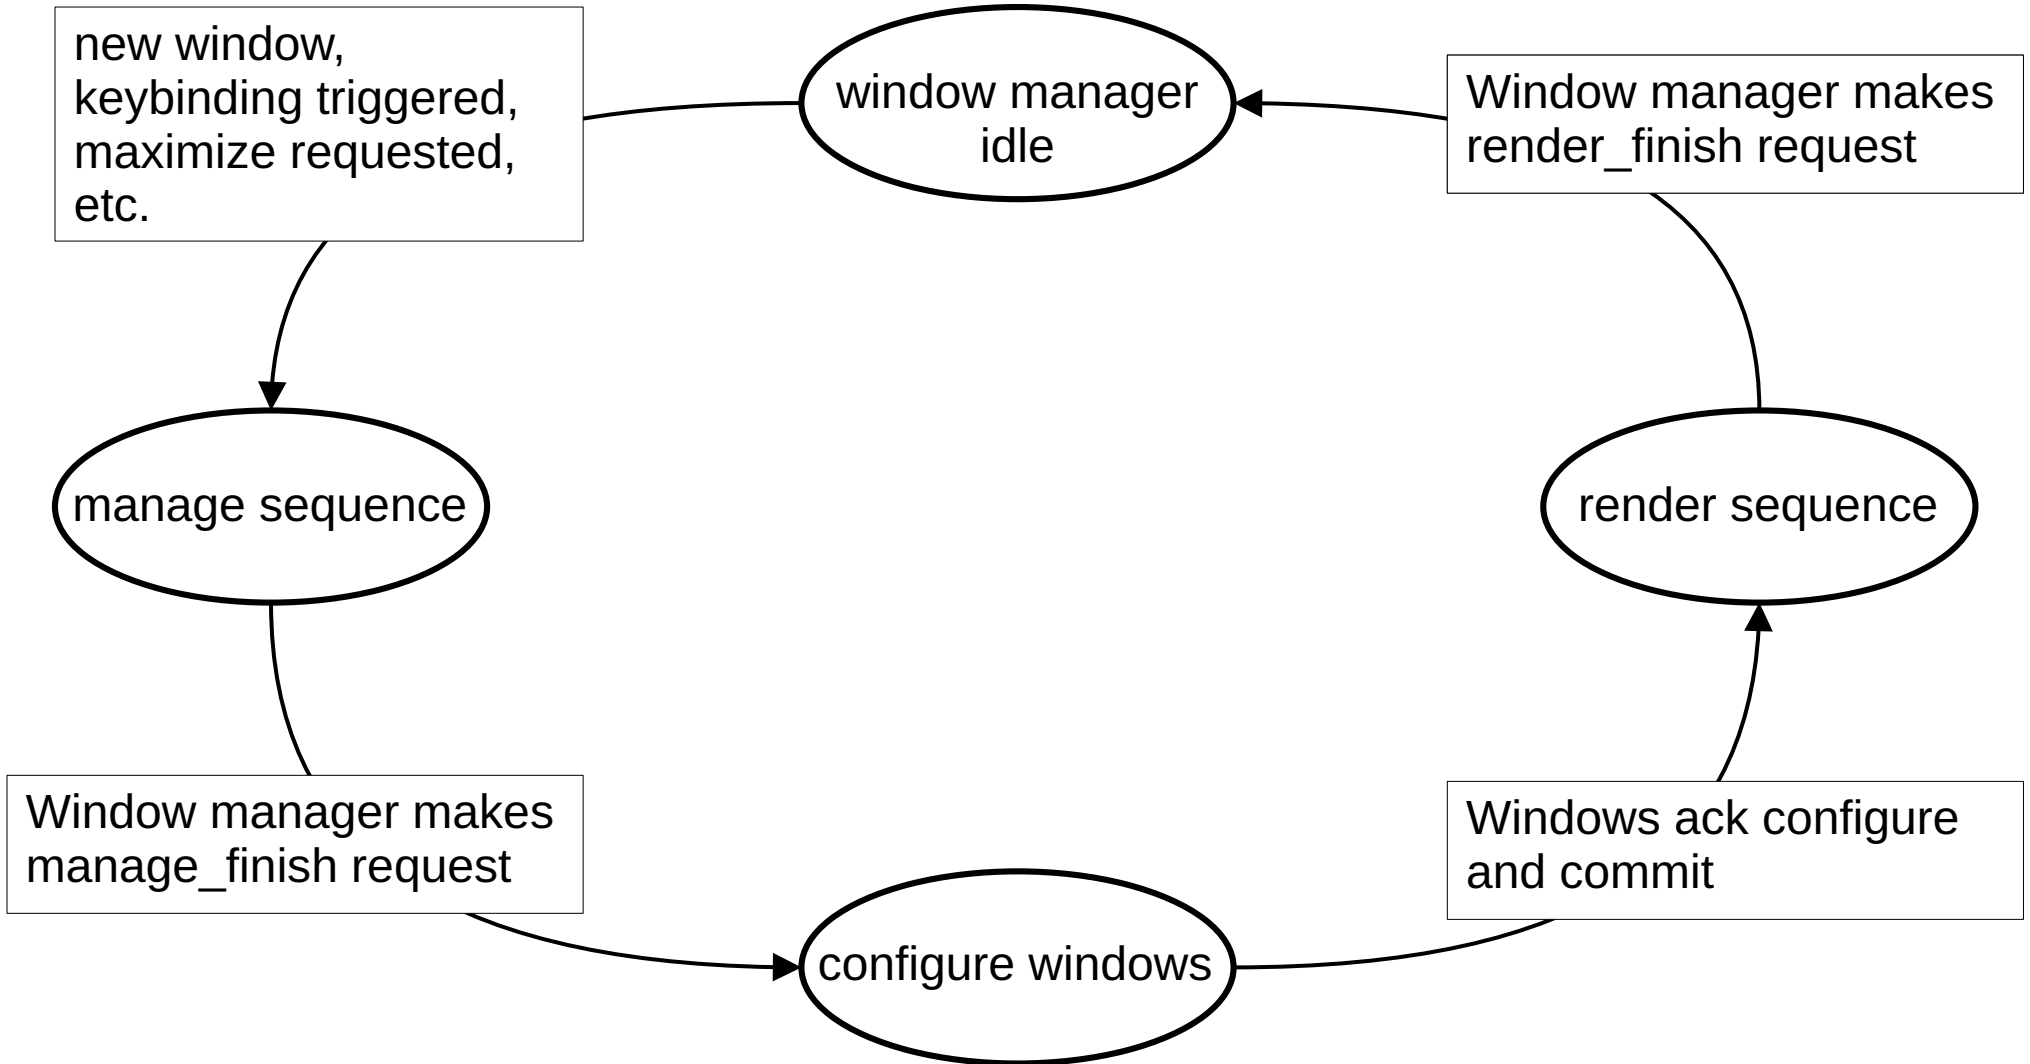 new window,
keybinding triggered,
maximize requested,
etc.
window manager
idle
Window manager makes
render_finish request
manage sequence
render sequence
Window manager makes
manage_finish request
configure windows
Windows ack configure
and commit